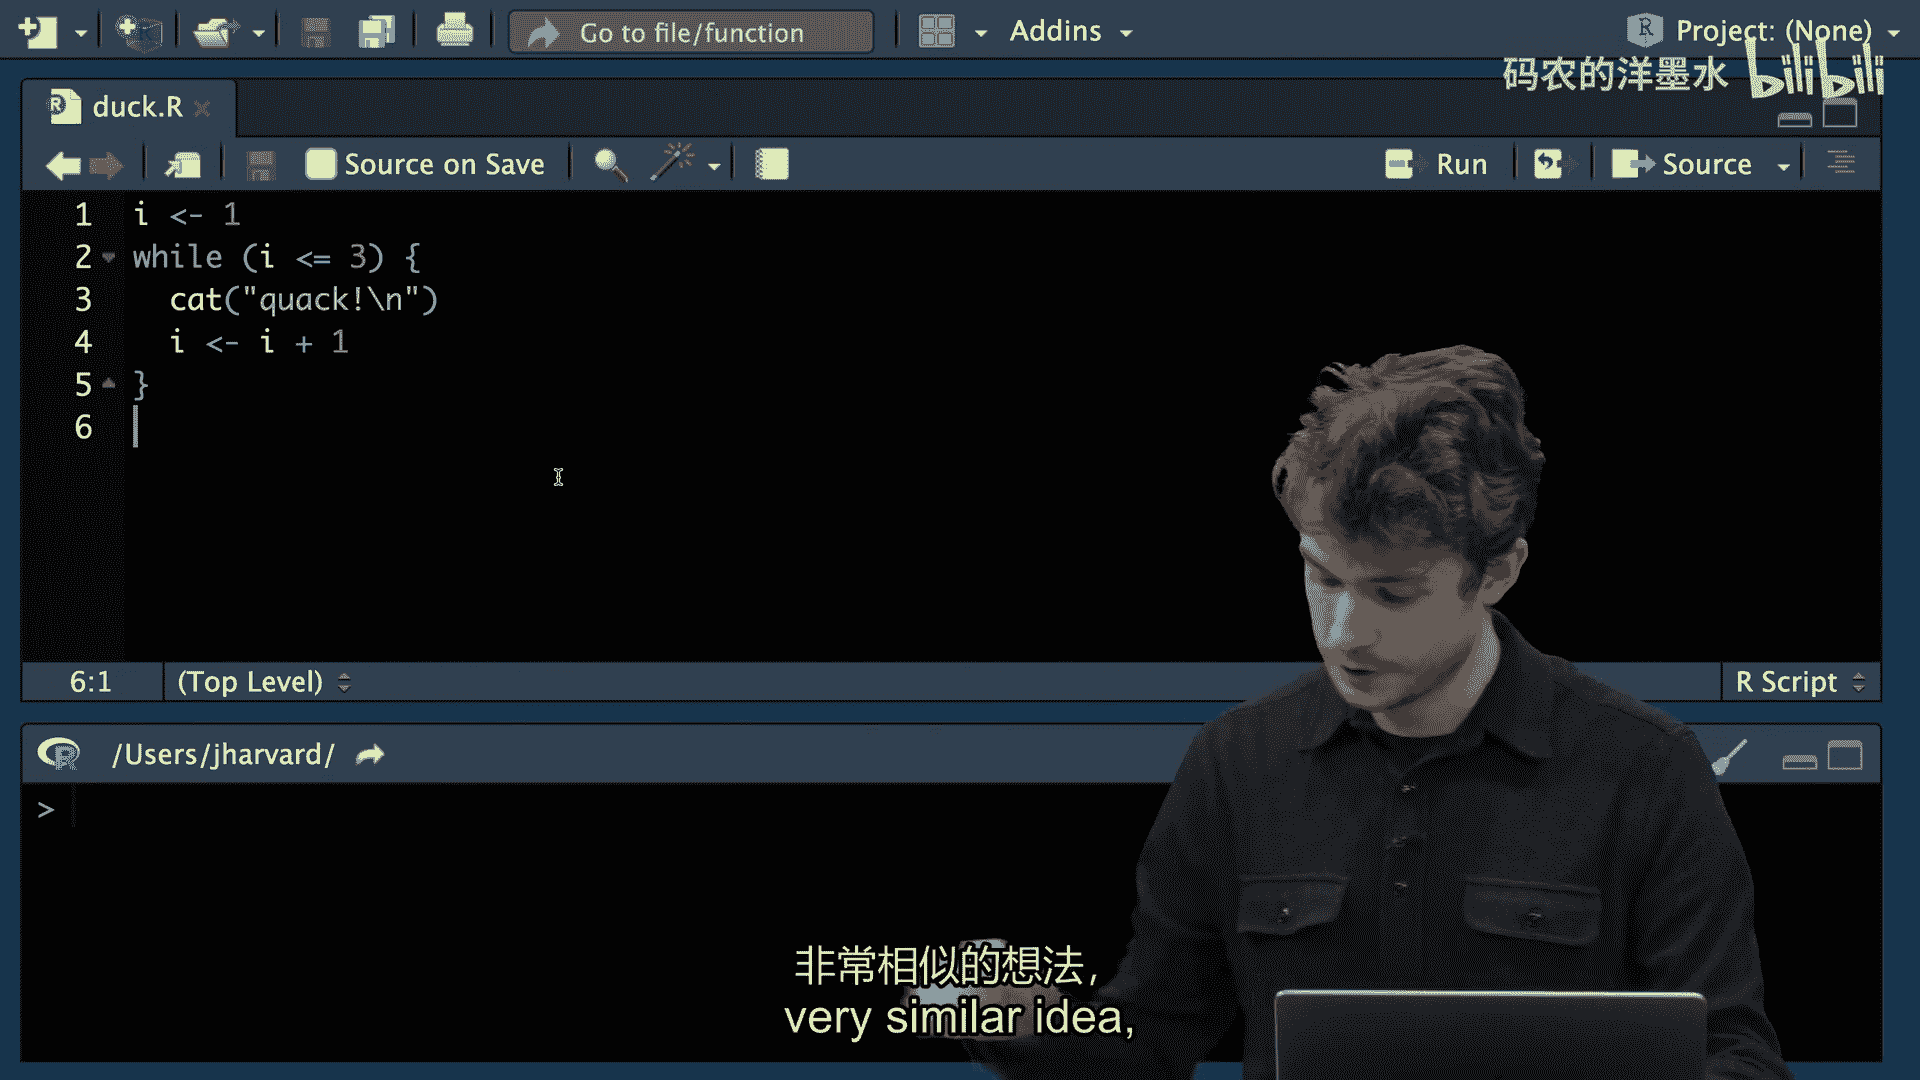 Go to file/function
Addins
Project: (None)
码农的洋墨水 bilibili
duck.R
Source on Save
Run
Source
1 i <- 1
2 while (i <= 3) {
3 cat("quack!\n")
4 i <- i + 1
5 }
6
6:1
(Top Level)
R Script
/Users/jharvard/
>
非常相似的想法，
very similar idea,